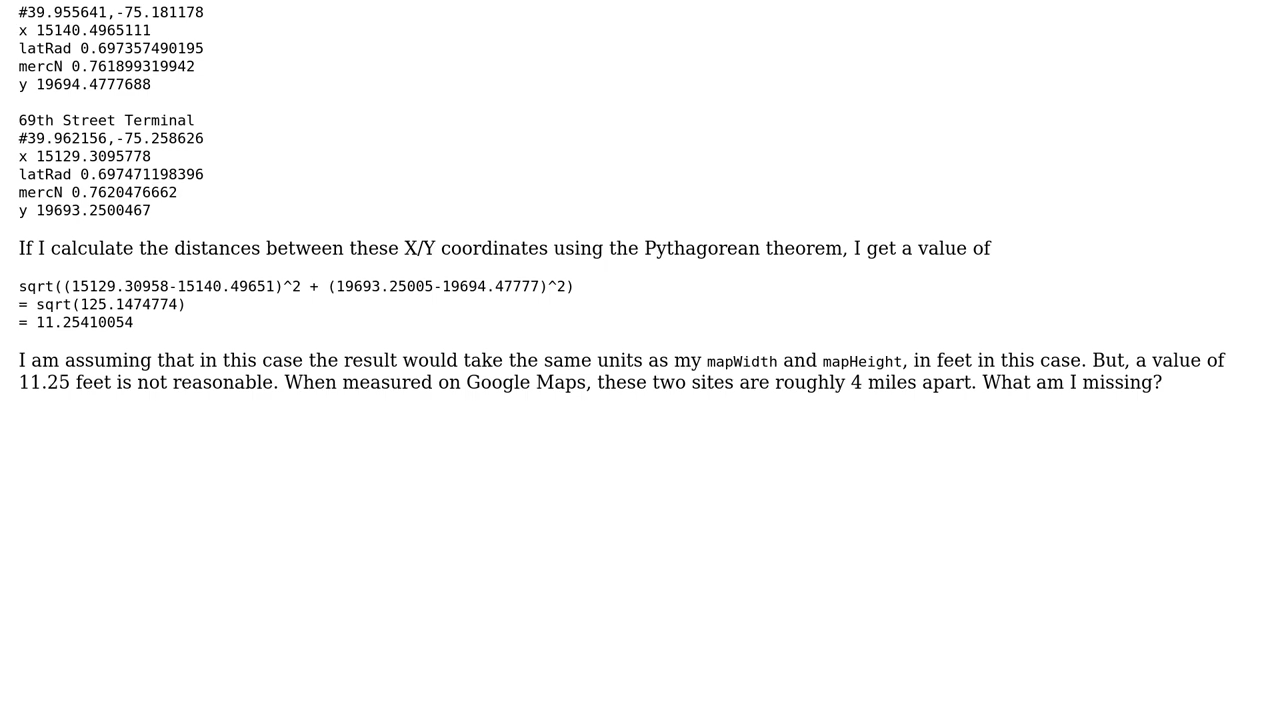 #39.955641,-75.181178
x 15140.4965111
latRad 0.697357490195
mercN 0.761899319942
y 19694.4777688
69th Street Terminal
#39.962156,-75.258626
x 15129.3095778
latRad 0.697471198396
mercN 0.7620476662
y 19693.2500467
If I calculate the distances between these X/Y coordinates using the Pythagorean theorem, I get a value of
sqrt((15129.30958-15140.49651)^2 + (19693.25005-19694.47777)^2)
= sqrt(125.1474774)
= 11.25410054
I am assuming that in this case the result would take the same units as my mapWidth and mapHeight, in feet in this case. But, a value of
11.25 feet is not reasonable. When measured on Google Maps, these two sites are roughly 4 miles apart. What am I missing?